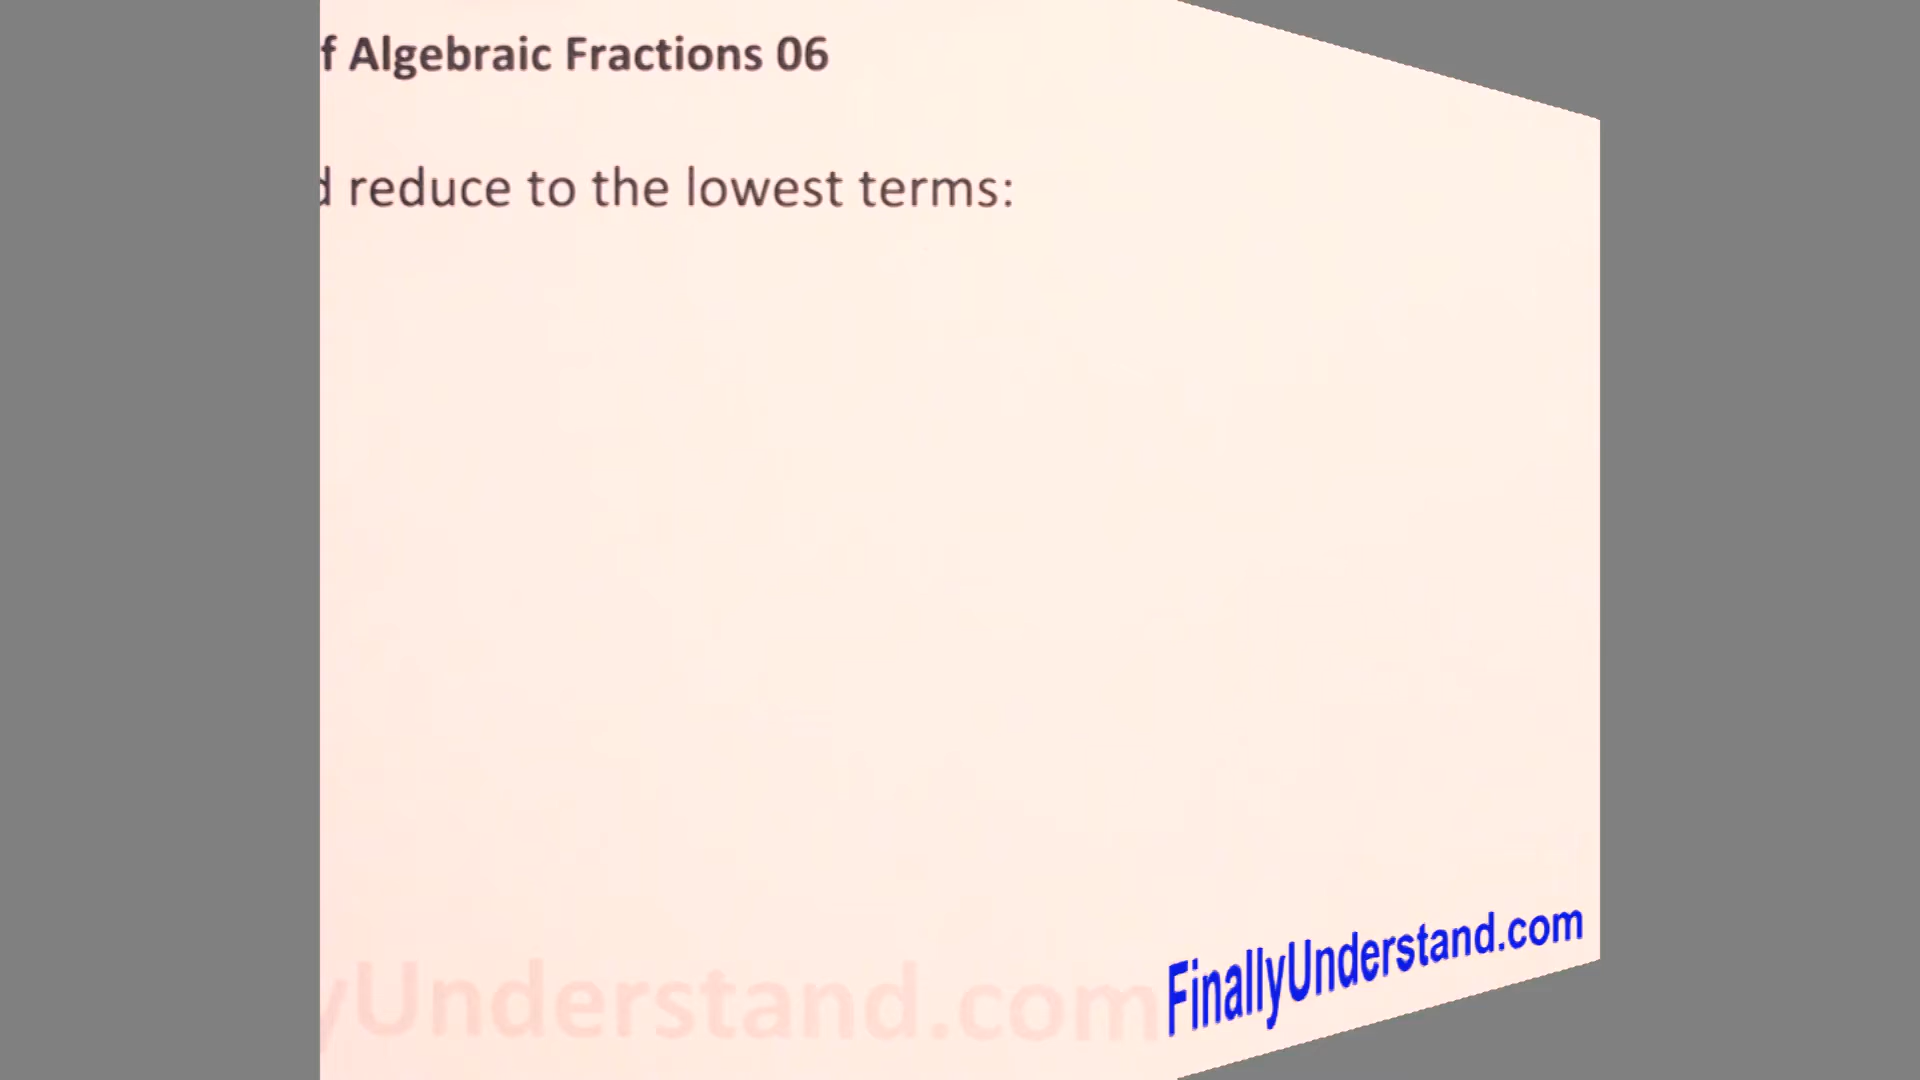 f Algebraic Fractions 06
d reduce to the lowest terms:
yUnderstand.com
FinallyUnderstand.com